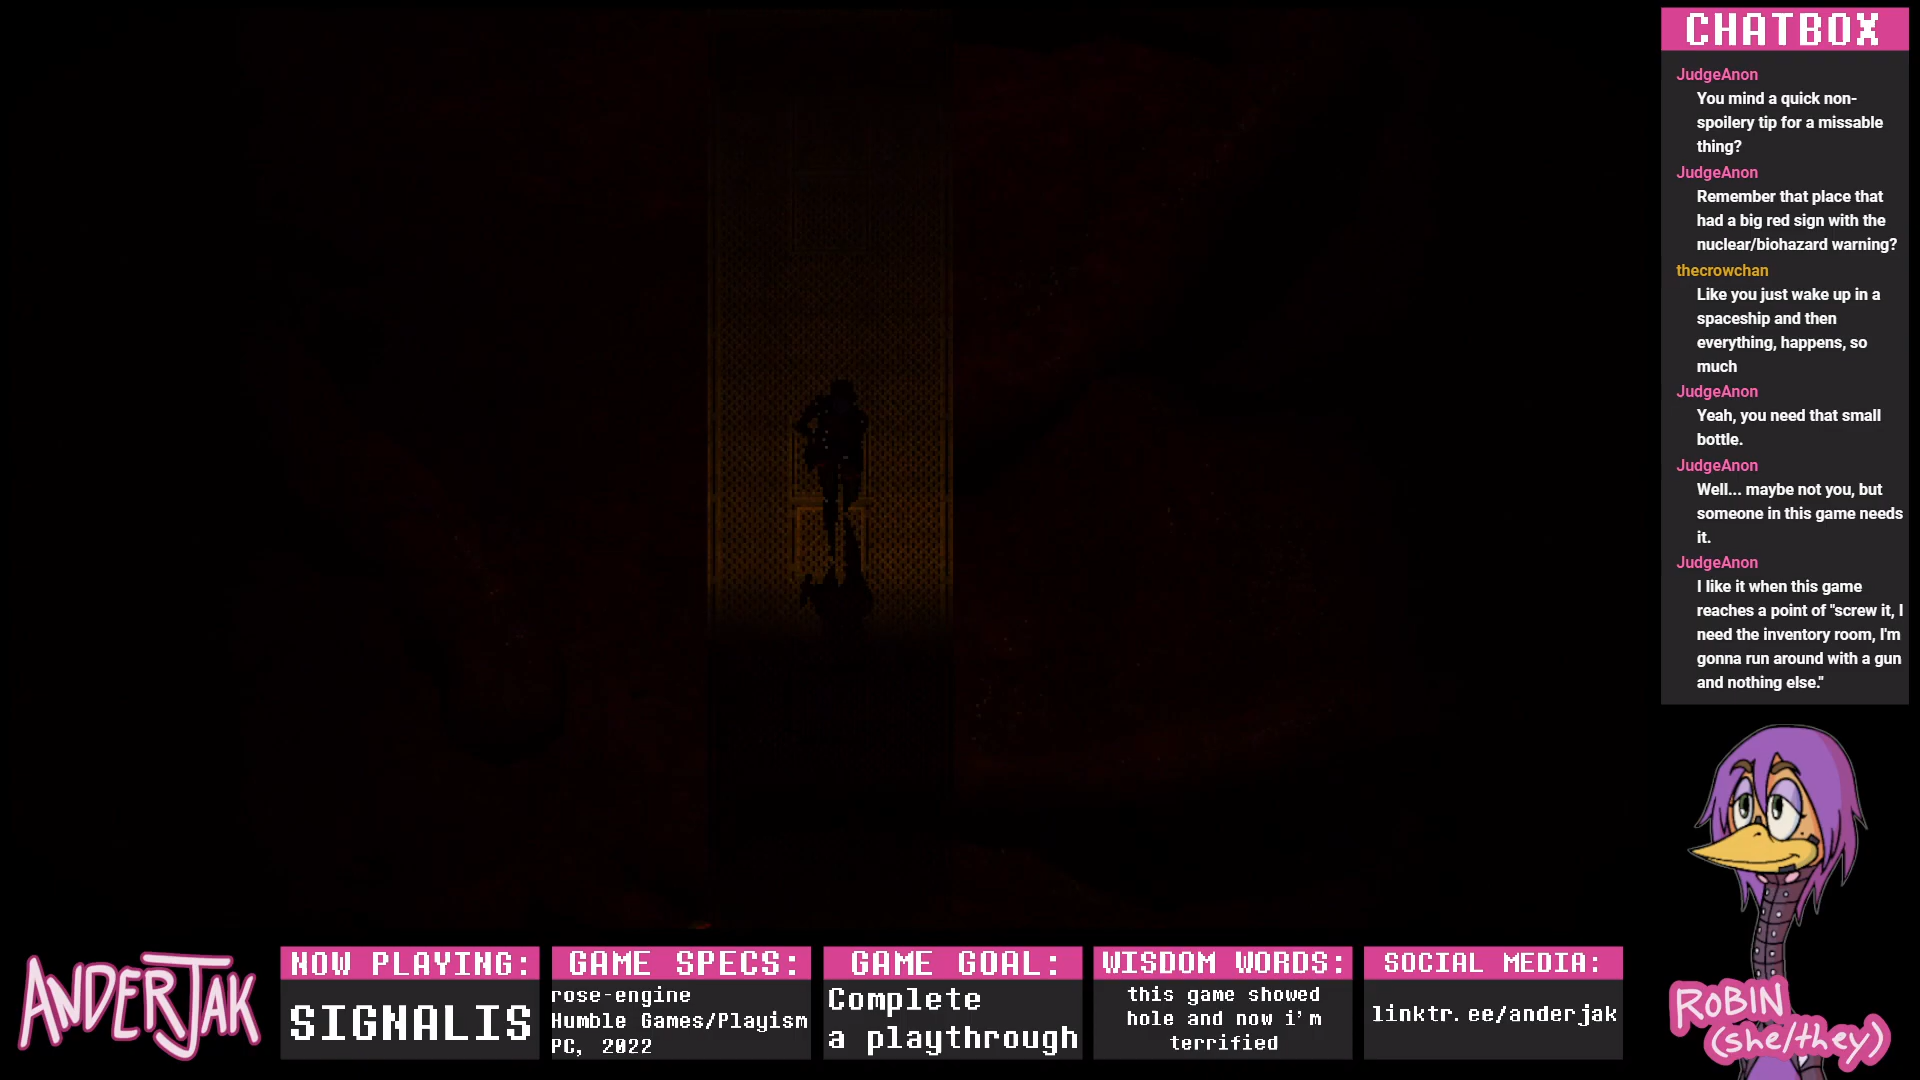 CHATBOX
JudgeAnon
You mind a quick non-
spoilery tip for a missable
thing?
JudgeAnon
Remember that place that
had a big red sign with the
nuclear/biohazard warning?
thecrowchan
Like you just wake up in a
spaceship and then
everything, happens, so
much
JudgeAnon
Yeah, you need that small
bottle.
JudgeAnon
Well... maybe not you, but
someone in this game needs
it.
JudgeAnon
I like it when this game
reaches a point of "screw it, I
need the inventory room, I'm
gonna run around with a gun
and nothing else."
ANDERJAK
NOW PLAYING:
SIGNALIS
GAME SPECS:
rose-engine
Humble Games/Playism
PC, 2022
GAME GOAL:
Complete
a playthrough
WISDOM WORDS:
this game showed
hole and now i'm
terrified
SOCIAL MEDIA:
linktr.ee/anderjak
ROBIN
(she/they)